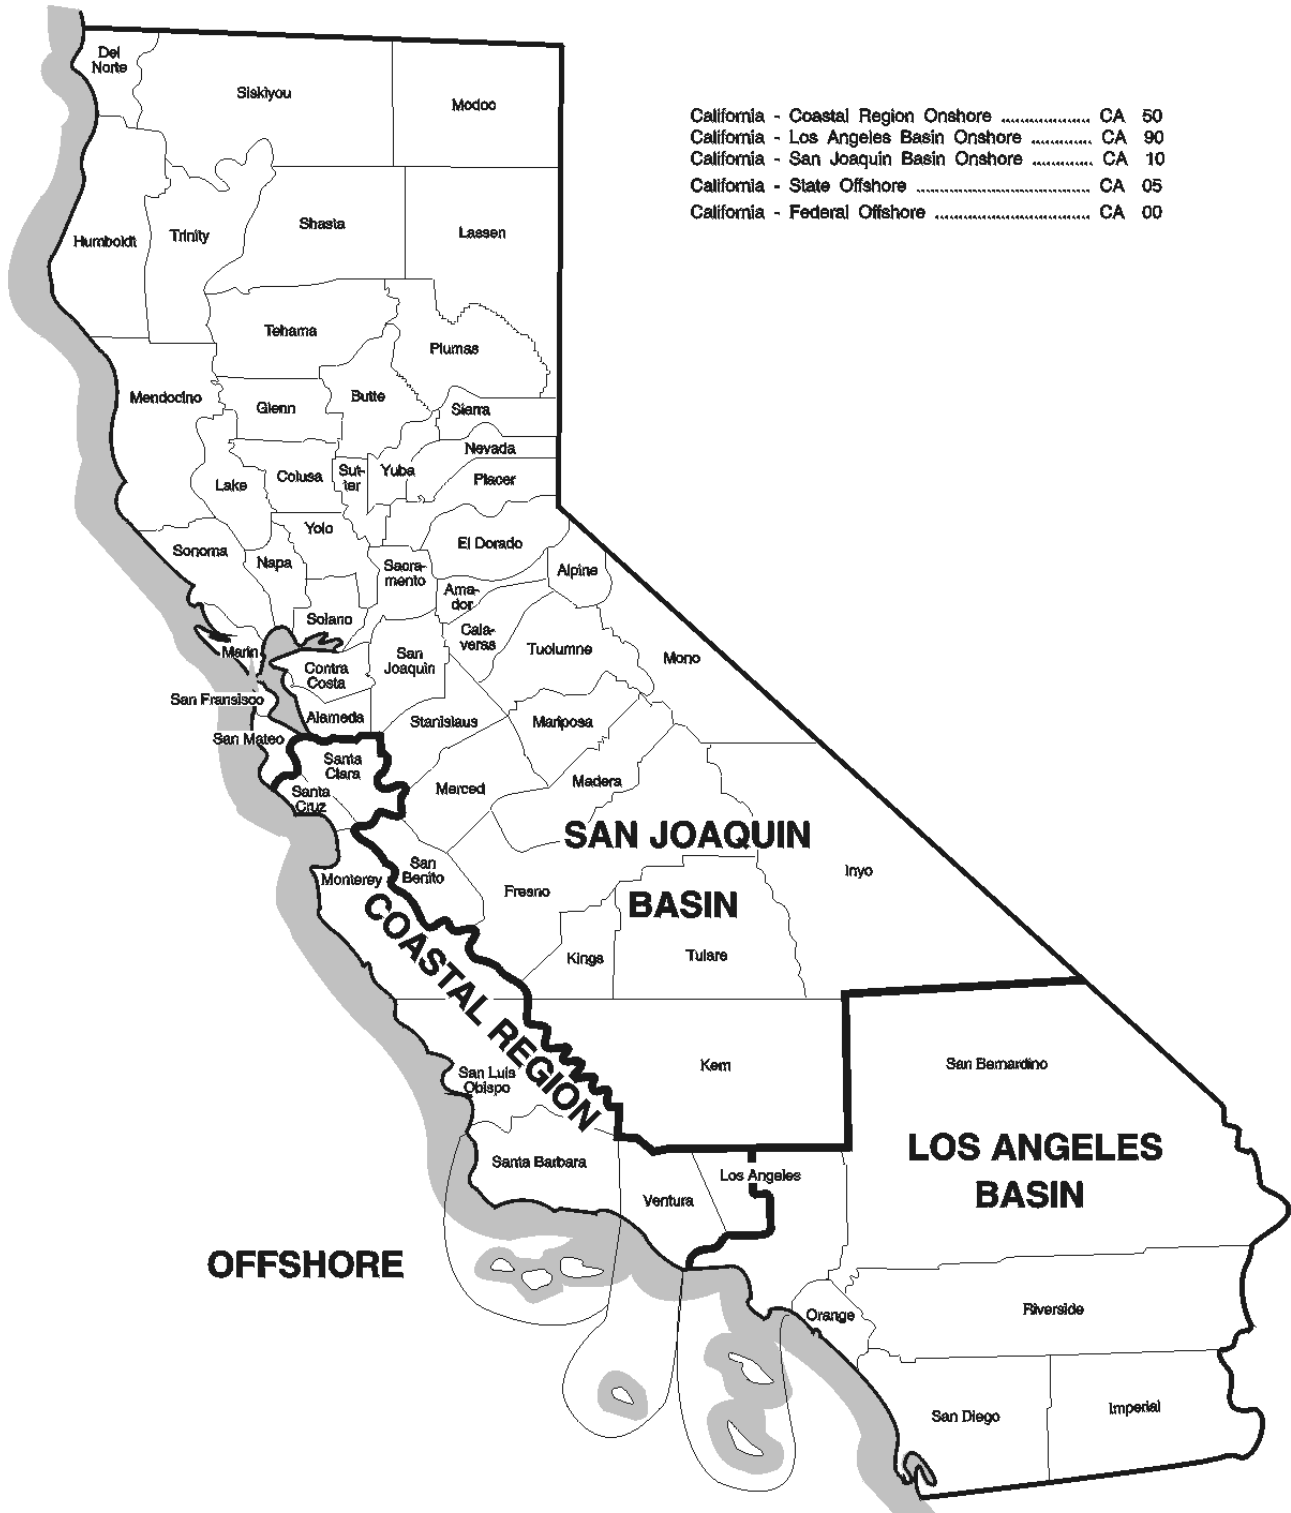 Del
Norte
Siskiyou
Modoc
California - Coastal Region Onshore ................... CA 50
California - Los Angeles Basin Onshore ............. CA 90
California - San Joaquin Basin Onshore ............. CA 10
California - State Offshore ..................................... CA 05
California - Federal Offshore ................................. CA 00
Humboldt
Trinity
Shasta
Lassen
Tehama
Plumas
Mendocino
Glenn
Butte
Sierra
Nevada
Lake
Colusa
Sut-
ter
Yuba
Placer
Sonoma
Napa
Yolo
El Dorado
Sacra-
mento
Alpine
Ama-
dor
Solano
Cala-
veras
Marin
Contra
Costa
San
Joaquin
Tuolumne
Mono
San Fransisco
Alameda
Stanislaus
Mariposa
San Mateo
Santa
Clara
Santa
Cruz
Merced
Madera
SAN JOAQUIN
BASIN
Monterey
San
Benito
Fresno
Inyo
Kings
Tulare
COASTAL REGION
San Luis
Obispo
Kern
San Bernardino
LOS ANGELES
BASIN
Santa Barbara
Ventura
Los Angeles
OFFSHORE
Orange
Riverside
San Diego
Imperial